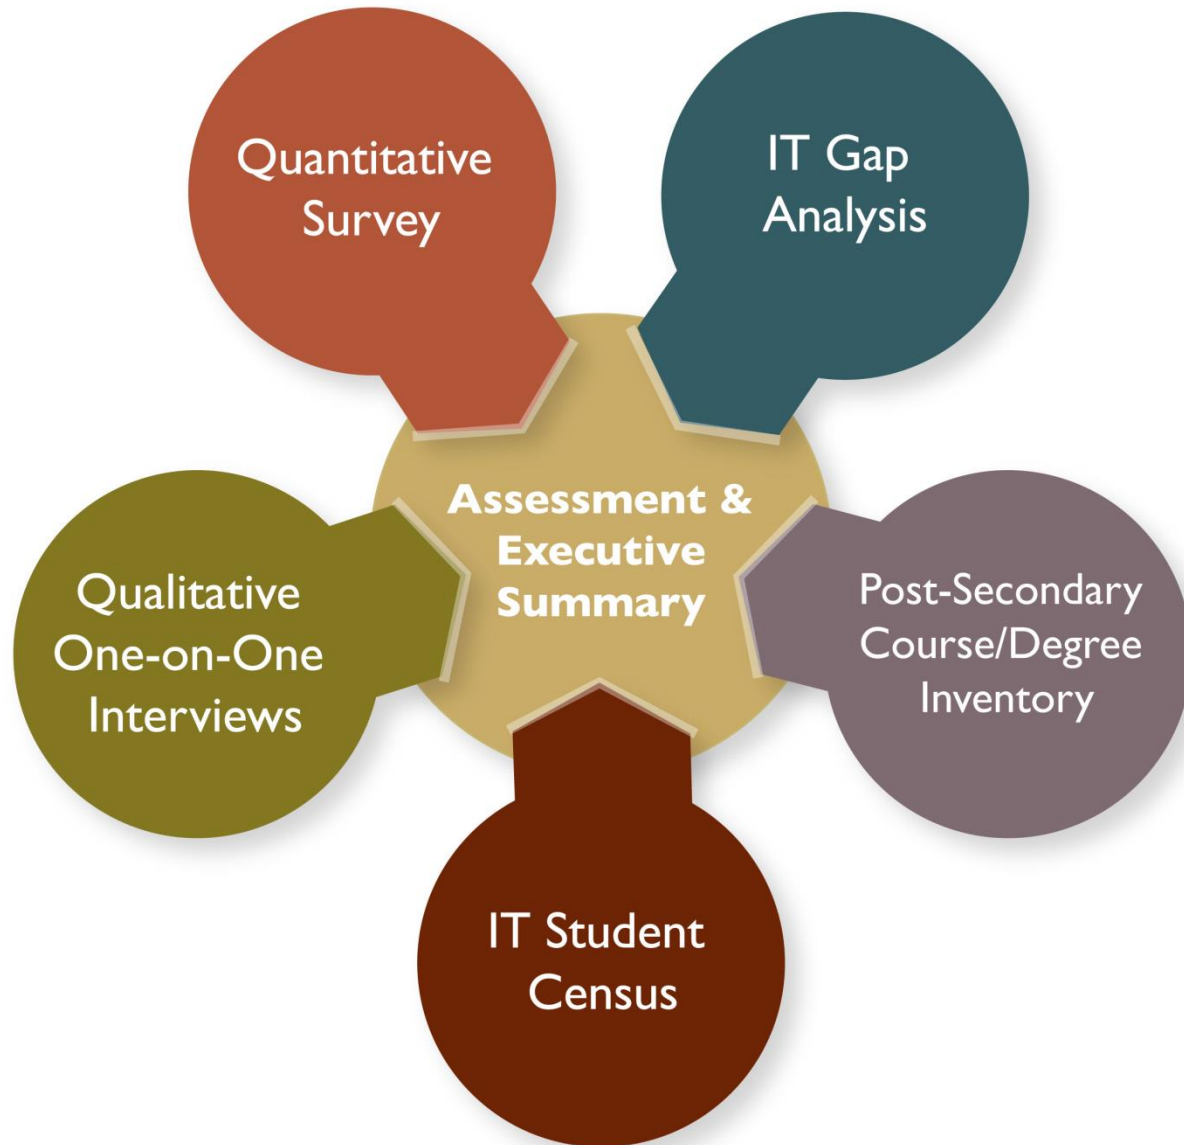 Quantitative
Survey
IT Gap
Analysis
Assessment &
Executive
Summary
Qualitative
One-on-One
Interviews
Post-Secondary
Course/Degree
Inventory
IT Student
Census